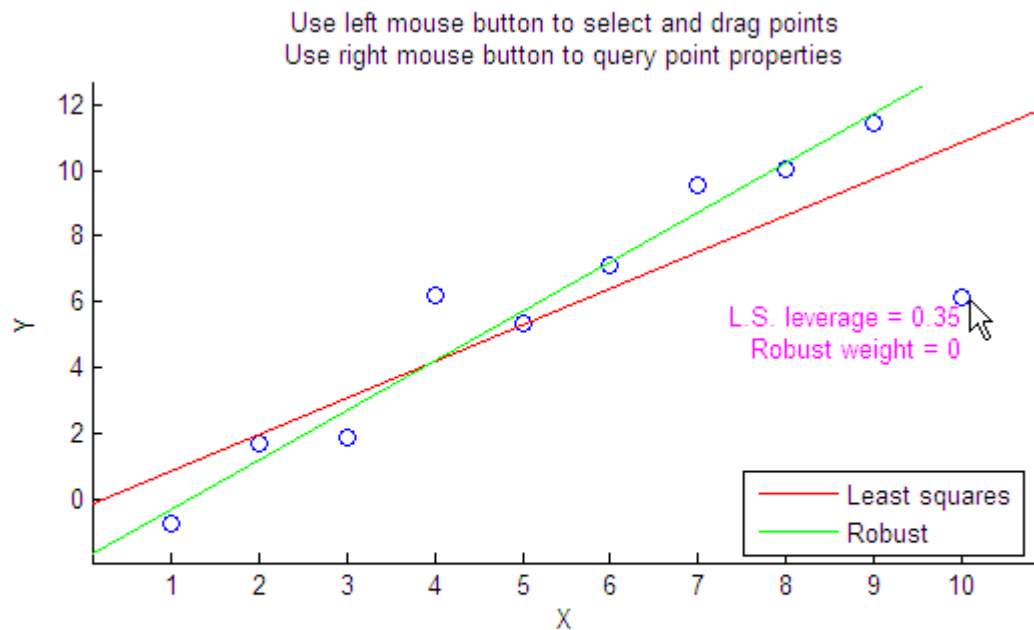 Use left mouse button to select and drag points
Use right mouse button to query point properties
12
10
8
6
4
2
0
Y
L.S. leverage = 0.35
Robust weight = 0
Least squares
Robust
1 2 3 4 5 6 7 8 9 10
X